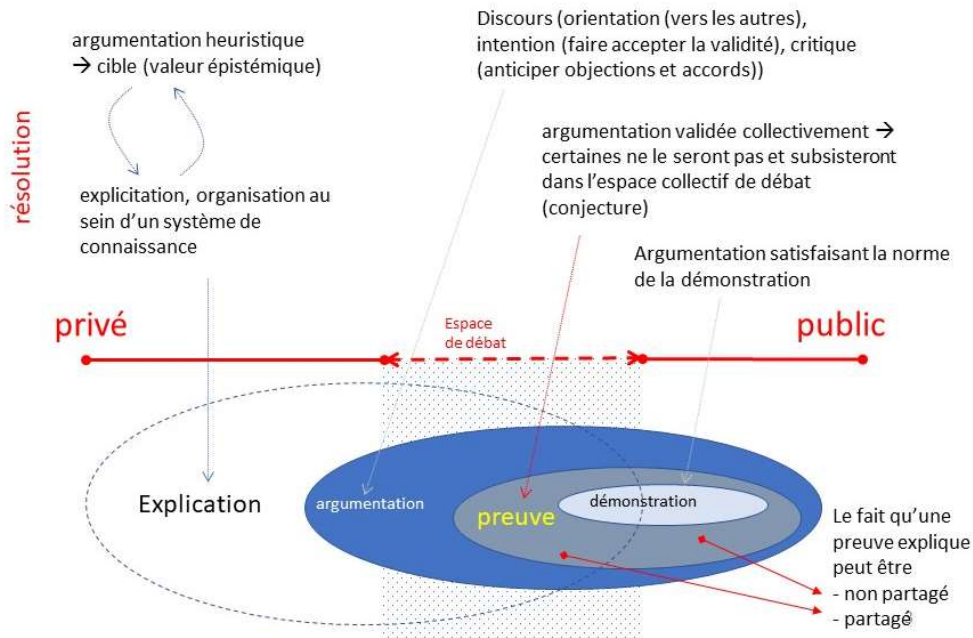 argumentation heuristique
→ cible (valeur épistémique)
résolution
explicitation, organisation au
sein d’un système de
connaissance
Discours (orientation (vers les autres),
intention (faire accepter la validité), critique
(anticiper objections et accords))
argumentation validée collectivement →
certaines ne le seront pas et subsisteront
dans l’espace collectif de débat
(conjecture)
Argumentation satisfaisant la norme
de la démonstration
privé
Espace
de débat
public
Explication
argumentation
preuve
démonstration
Le fait qu’une
preuve explique
peut être
- non partagé
- partagé